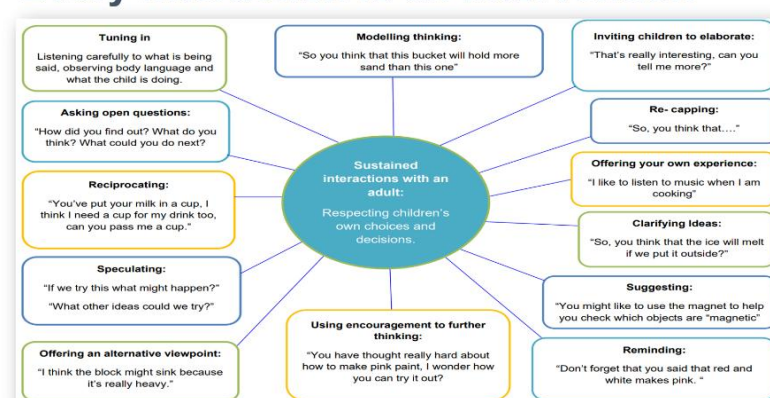 Tuning in
Listening carefully to what is being
said, observing body language and
what the child is doing.
Modelling thinking:
"So you think that this bucket will hold more
sand than this one"
Inviting children to elaborate:
"That's really interesting, can you
tell me more?"
Asking open questions:
"How did you find out? What do you
think? What could you do next?
Re- capping:
"So, you think that…."
Reciprocating:
"You've put your milk in a cup, I
think I need a cup for my drink too,
can you pass me a cup."
Sustained
interactions with an
adult:
Respecting children's
own choices and
decisions.
Offering your own experience:
"I like to listen to music when I am
cooking"
Clarifying Ideas:
"So, you think that the ice will melt
if we put it outside?"
Speculating:
"If we try this what might happen?"
"What other ideas could we try?"
Suggesting:
"You might like to use the magnet to help
you check which objects are "magnetic"
Offering an alternative viewpoint:
"I think the block might sink because
it's really heavy."
Using encouragement to further
thinking:
"You have thought really hard about
how to make pink paint, I wonder how
you can try it out?
Reminding:
"Don't forget that you said that red and
white makes pink. "